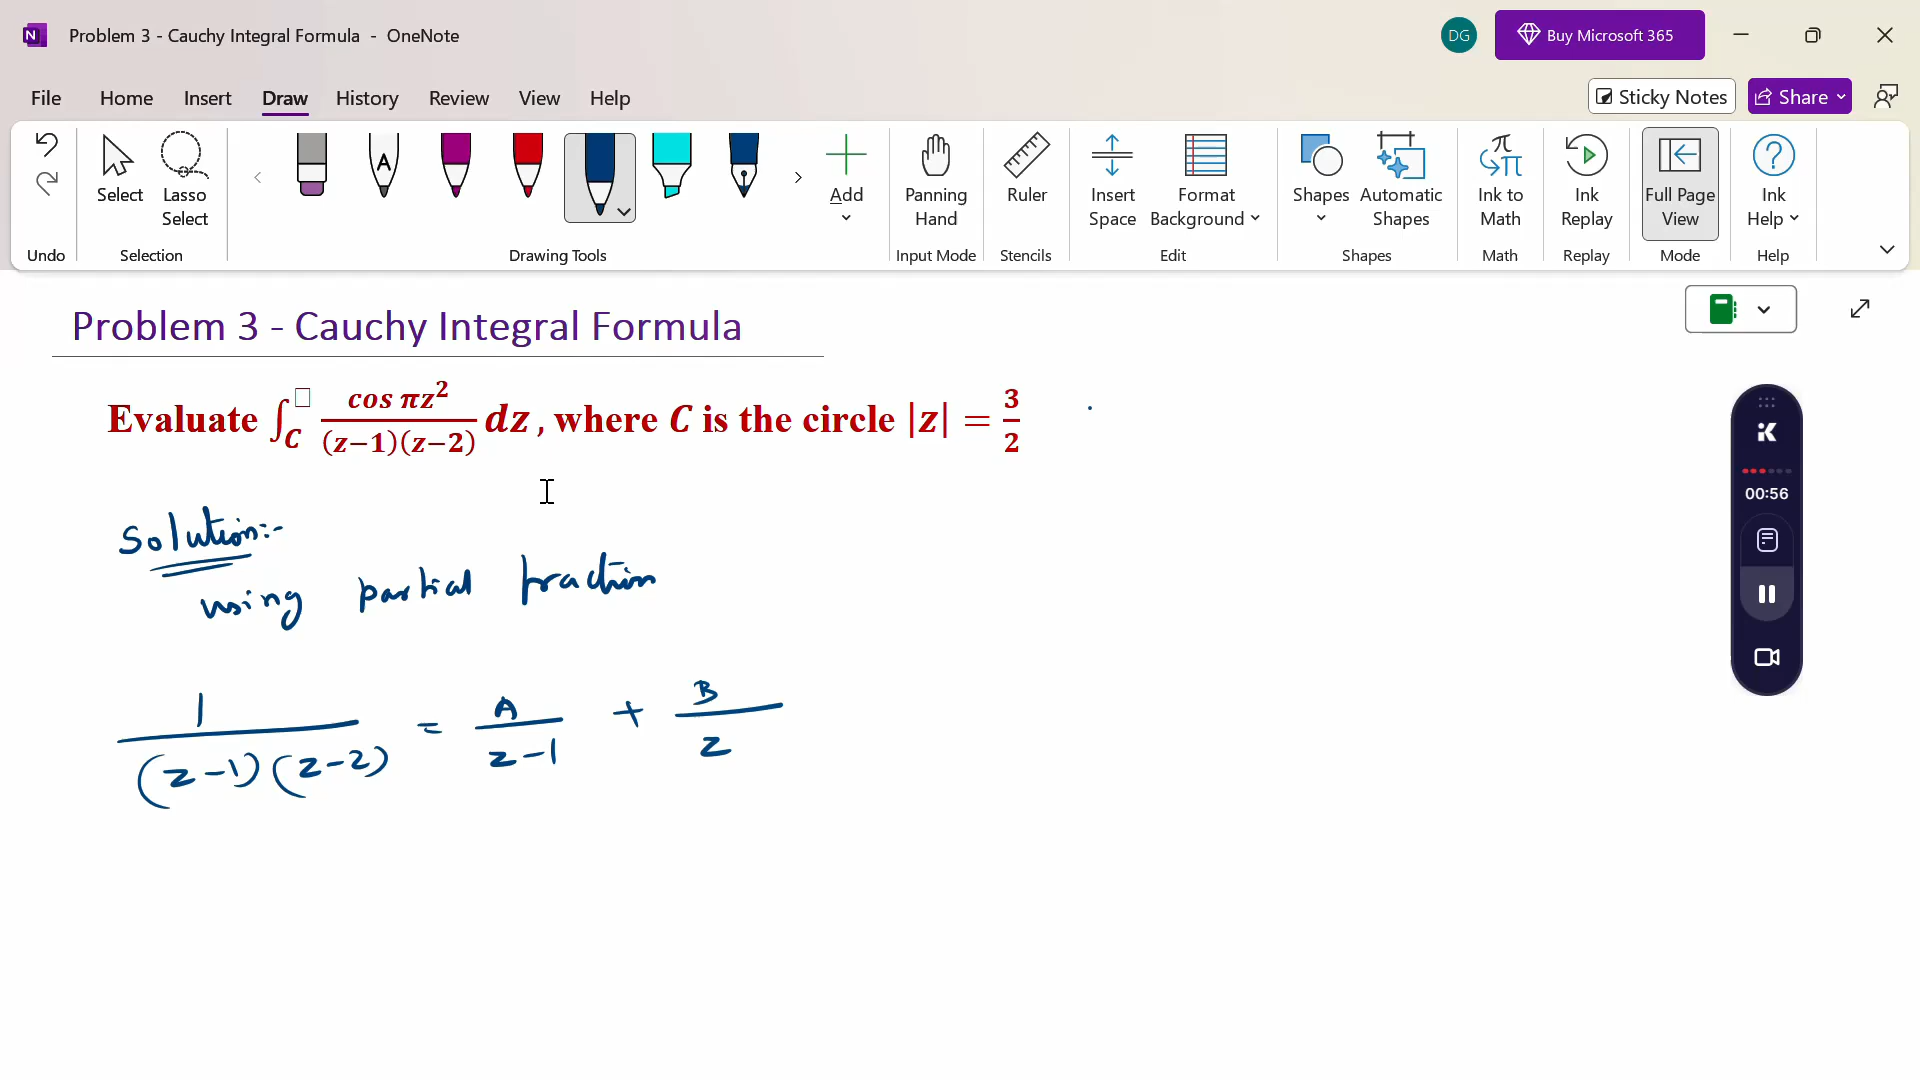 Problem 3 - Cauchy Integral Formula - OneNote
DG
Buy Microsoft 365
File Home Insert Draw History Review View Help
Sticky Notes
Share
Select
Lasso Select
Add
Panning Hand
Ruler
Insert Space
Format Background
Shapes
Automatic Shapes
Ink to Math
Ink Replay
Full Page View
Ink Help
Undo Selection Drawing Tools Input Mode Stencils Edit Shapes Math Replay Mode Help
Problem 3 - Cauchy Integral Formula
Evaluate ∫_C^□ (cos πz²)/((z−1)(z−2)) dz, where C is the circle |z| = 3/2
00:56
Solution:-
using partial fraction
1/((z-1)(z-2)) = A/(z-1) + B/z